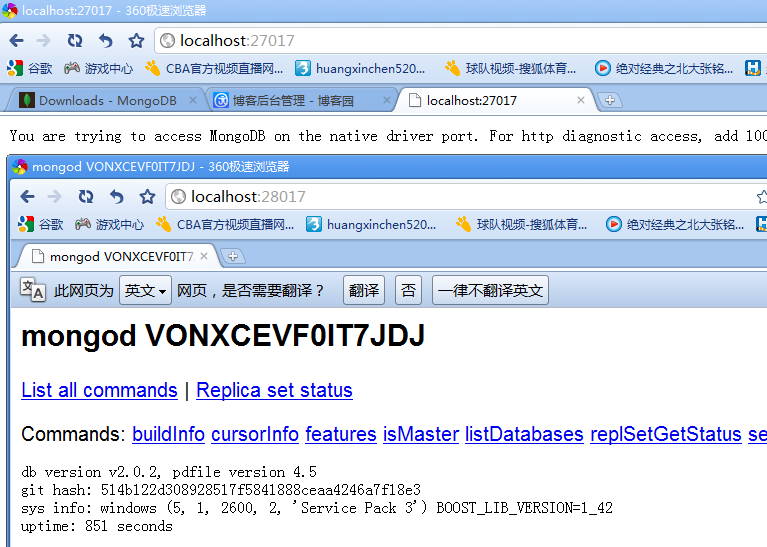 localhost:27017 - 360极速浏览器
localhost:27017
谷歌 游戏中心 CBA官方视频直播网... huangxinchen520... 球队视频-搜狐体育... 绝对经典之北大张铭...
Downloads - MongoDB 博客后台管理 - 博客园 localhost:27017
You are trying to access MongoDB on the native driver port. For http diagnostic access, add 100
mongod VONXCEVF0IT7JDJ - 360极速浏览器
localhost:28017
谷歌 游戏中心 CBA官方视频直播网... huangxinchen520... 球队视频-搜狐体育... 绝对经典之北大张铭...
mongod VONXCEVF0IT7
此网页为 英文 网页，是否需要翻译？ 翻译 否 一律不翻译英文
mongod VONXCEVF0IT7JDJ
List all commands | Replica set status
Commands: buildInfo cursorInfo features isMaster listDatabases replSetGetStatus se
db version v2.0.2, pdfile version 4.5
git hash: 514b122d308928517f5841888ceaa4246a7f18e3
sys info: windows (5, 1, 2600, 2, 'Service Pack 3') BOOST_LIB_VERSION=1_42
uptime: 851 seconds